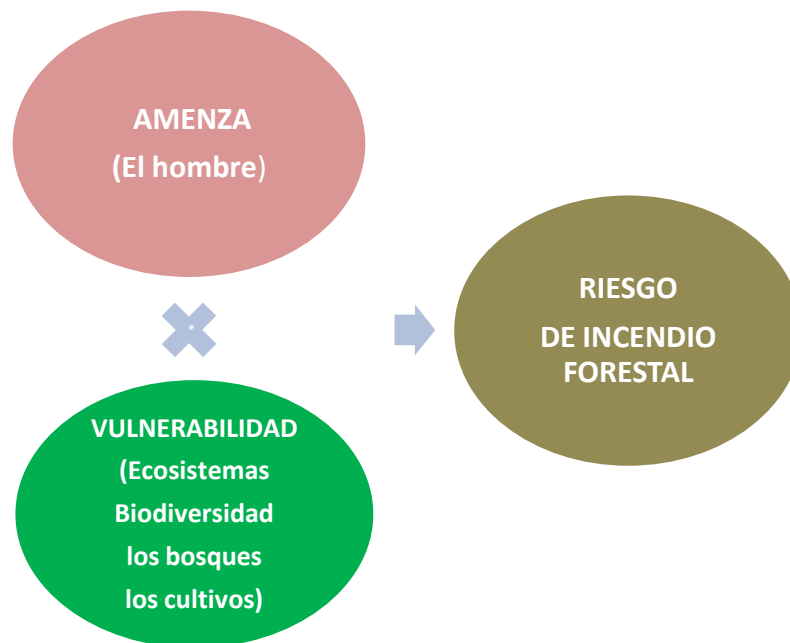 AMENZA
(El hombre)
VULNERABILIDAD
(Ecosistemas
Biodiversidad
los bosques
los cultivos)
RIESGO
DE INCENDIO
FORESTAL